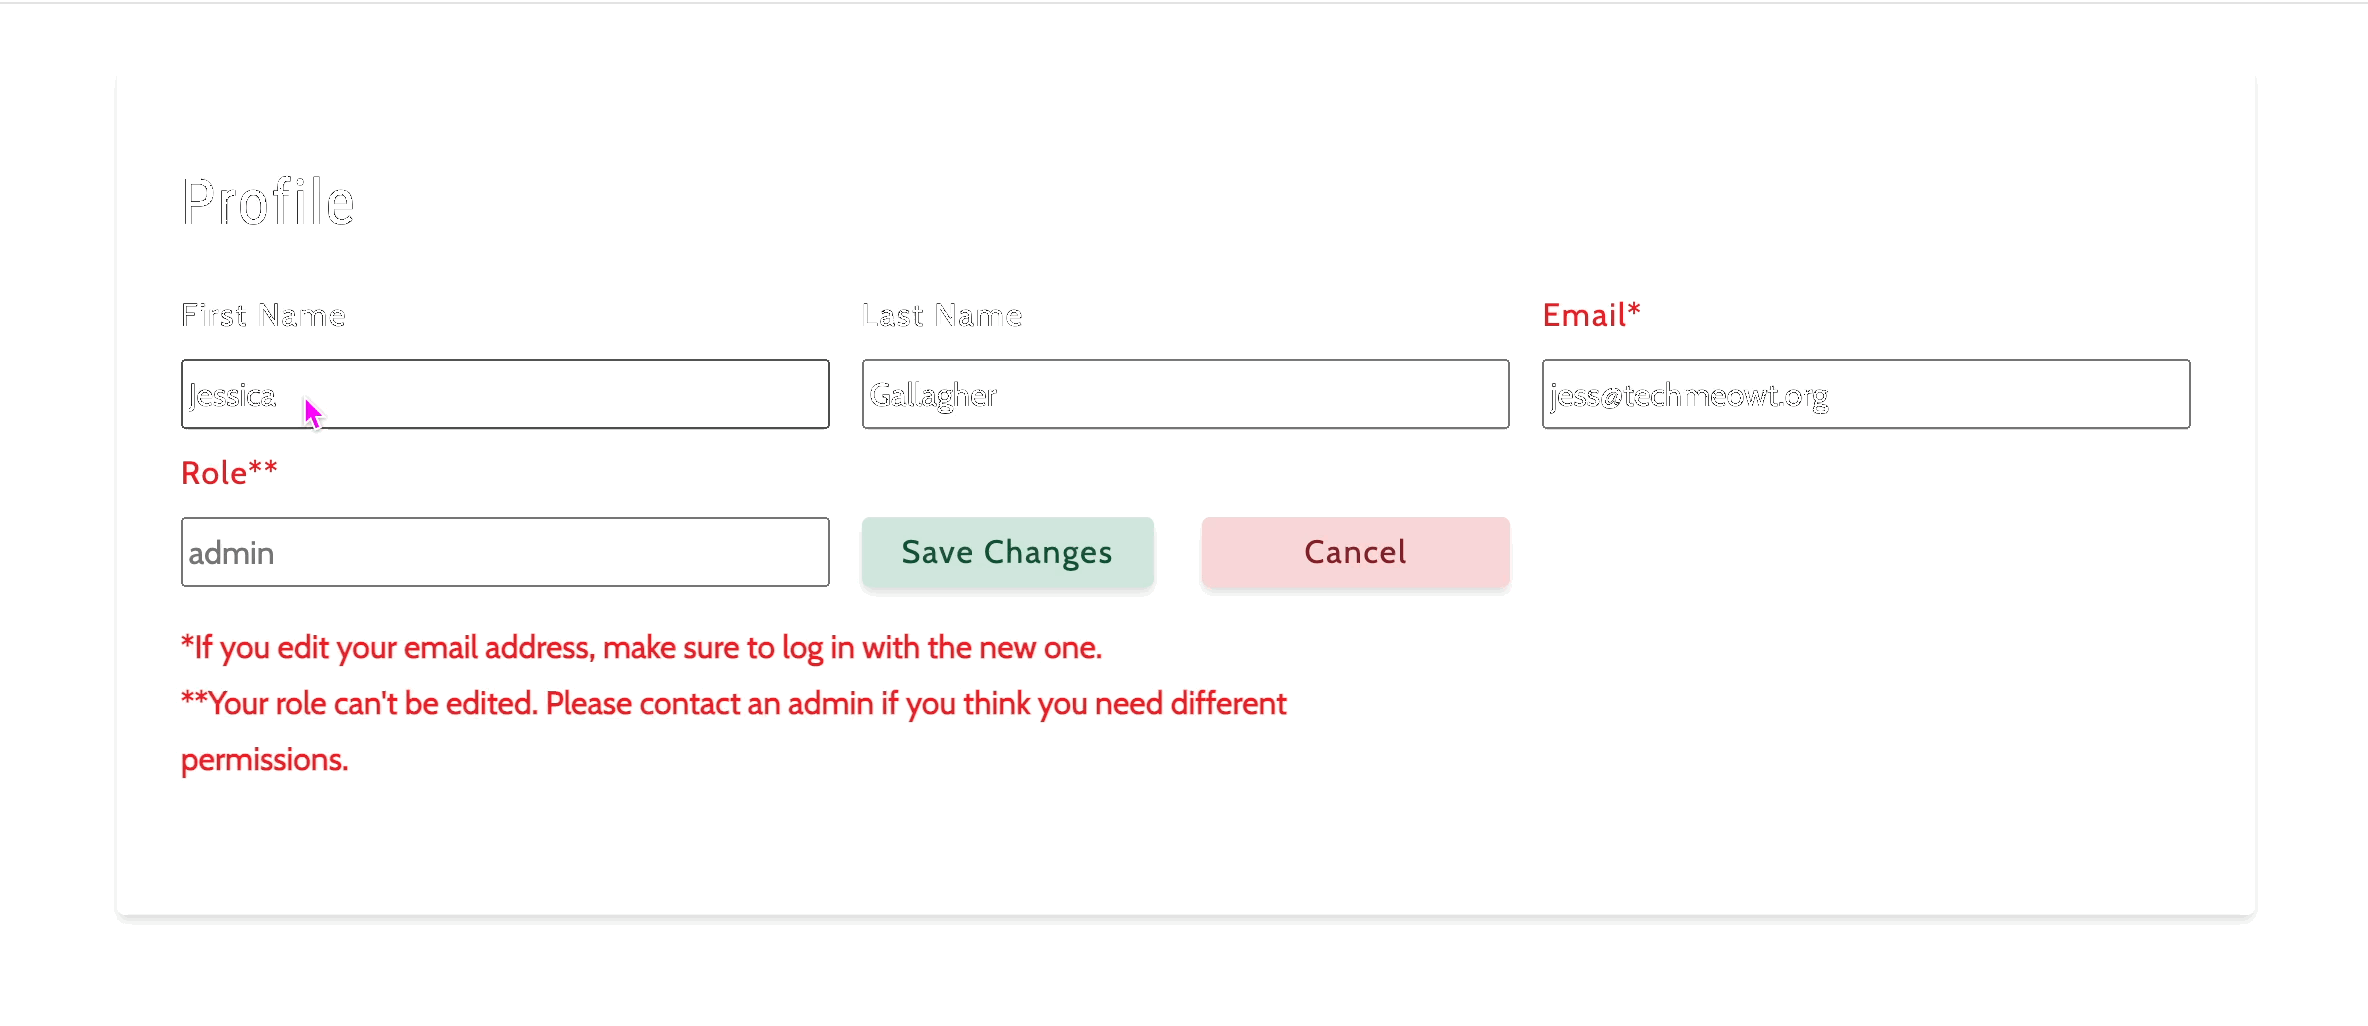 Profile
First Name
Last Name
Email*
Jessica
Gallagher
jess@techmeowt.org
Role**
admin
Save Changes
Cancel
*If you edit your email address, make sure to log in with the new one.
**Your role can't be edited. Please contact an admin if you think you need different
permissions.